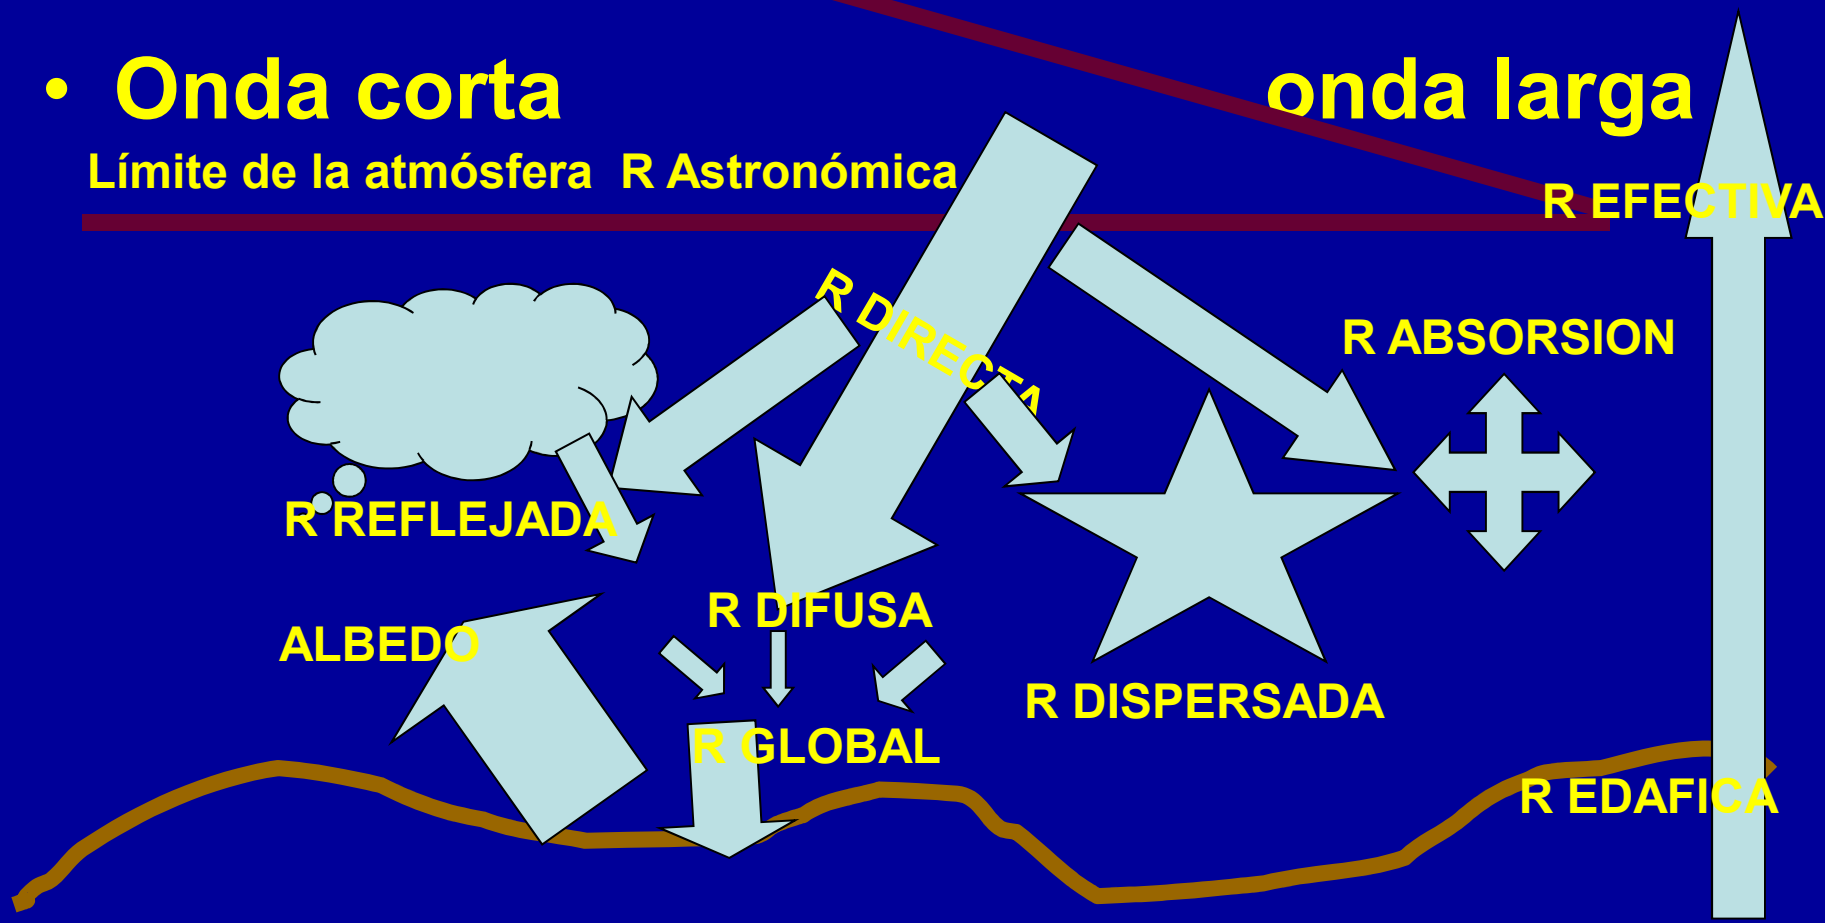 • Onda corta onda larga
Límite de la atmósfera R Astronómica
R EFECTIVA
R DIRECTA
R ABSORSION
R REFLEJADA
R DIFUSA
ALBEDO
R DISPERSADA
R GLOBAL
R EDAFICA